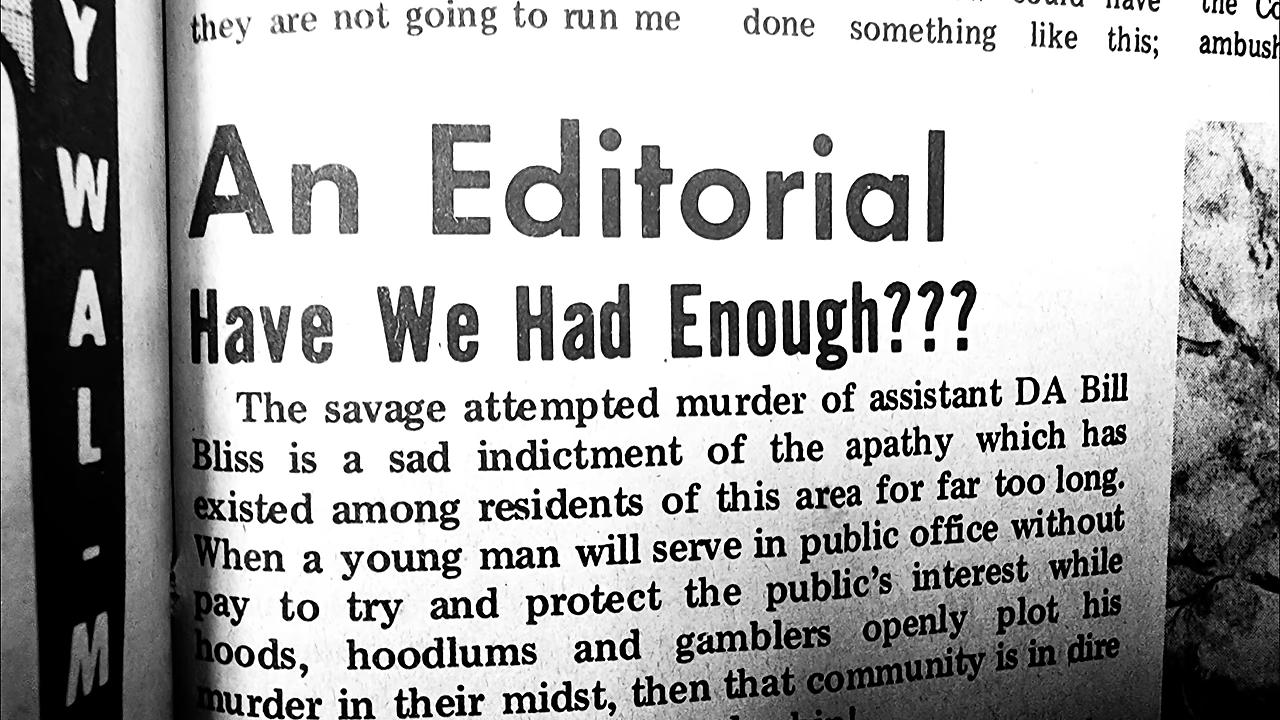 they are not going to run me
done something like this;
the
ambush
An Editorial
Have We Had Enough???
The savage attempted murder of assistant DA Bill
Bliss is a sad indictment of the apathy which has
existed among residents of this area for far too long.
When a young man will serve in public office without
pay to try and protect the public's interest while
hoods, hoodlums and gamblers openly plot his
murder in their midst, then that community is in dire
Y WAL-M